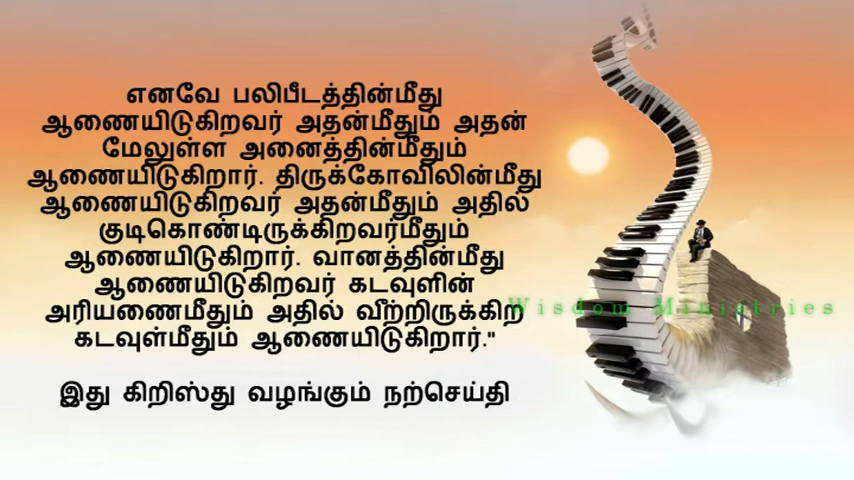 எனவே பலிபீடத்தின்மீது
ஆணையிடுகிறவர் அதன்மீதும் அதன்
மேலுள்ள அனைத்தின்மீதும்
ஆணையிடுகிறார். திருக்கோவிலின்மீது
ஆணையிடுகிறவர் அதன்மீதும் அதில்
குடிகொண்டிருக்கிறவர்மீதும்
ஆணையிடுகிறார். வானத்தின்மீது
ஆணையிடுகிறவர் கடவுளின்
அரியணைமீதும் அதில் வீற்றிருக்கிற
கடவுள்மீதும் ஆணையிடுகிறார்."
இது கிறிஸ்து வழங்கும் நற்செய்தி
Wisdom Ministries